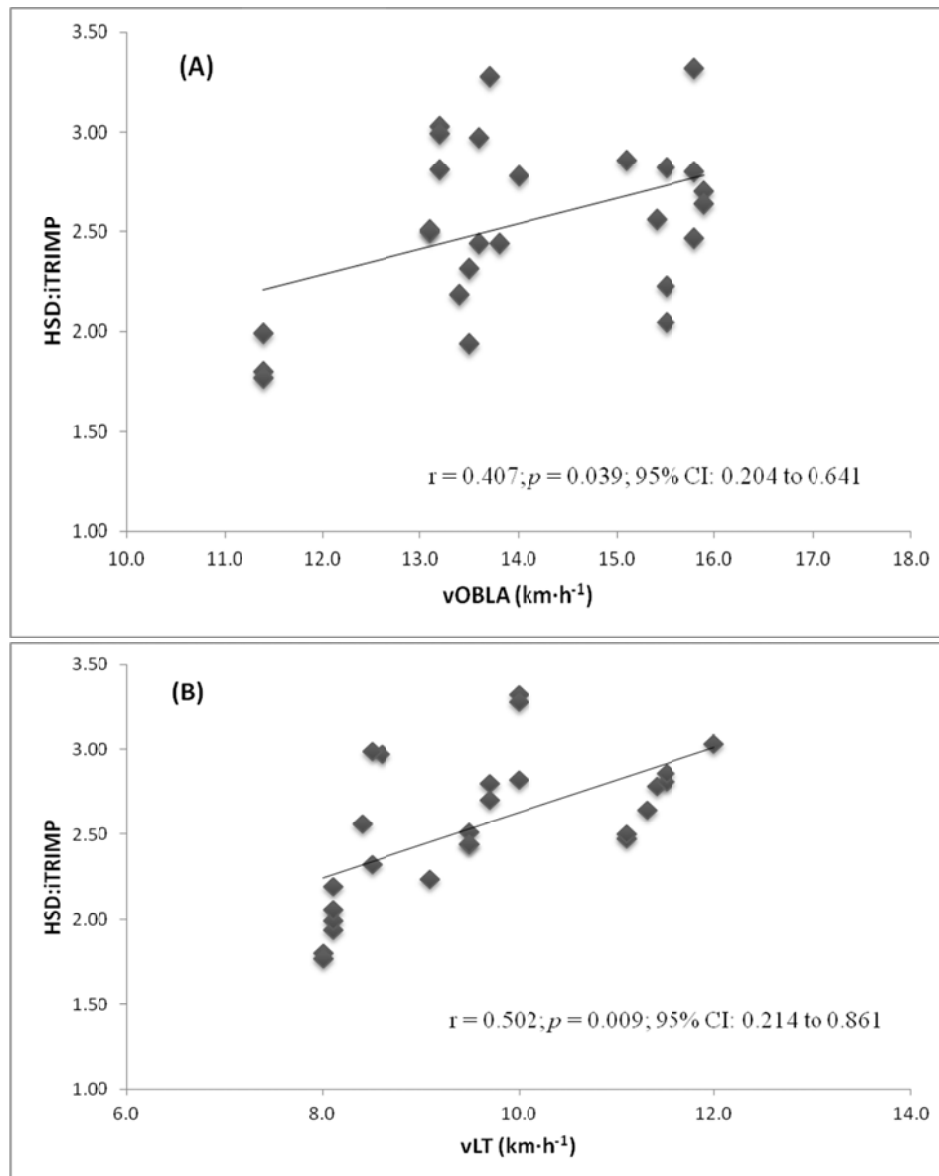 3.50
(A)
3.00
2.50
2.00
1.50
1.00
HSD:iTRIMP
r = 0.407; p = 0.039; 95% CI: 0.204 to 0.641
10.0 11.0 12.0 13.0 14.0 15.0 16.0 17.0 18.0
vOBLA (km·h-1)
3.50
(B)
3.00
2.50
2.00
1.50
1.00
HSD:iTRIMP
r = 0.502; p = 0.009; 95% CI: 0.214 to 0.861
6.0 8.0 10.0 12.0 14.0
vLT (km·h-1)